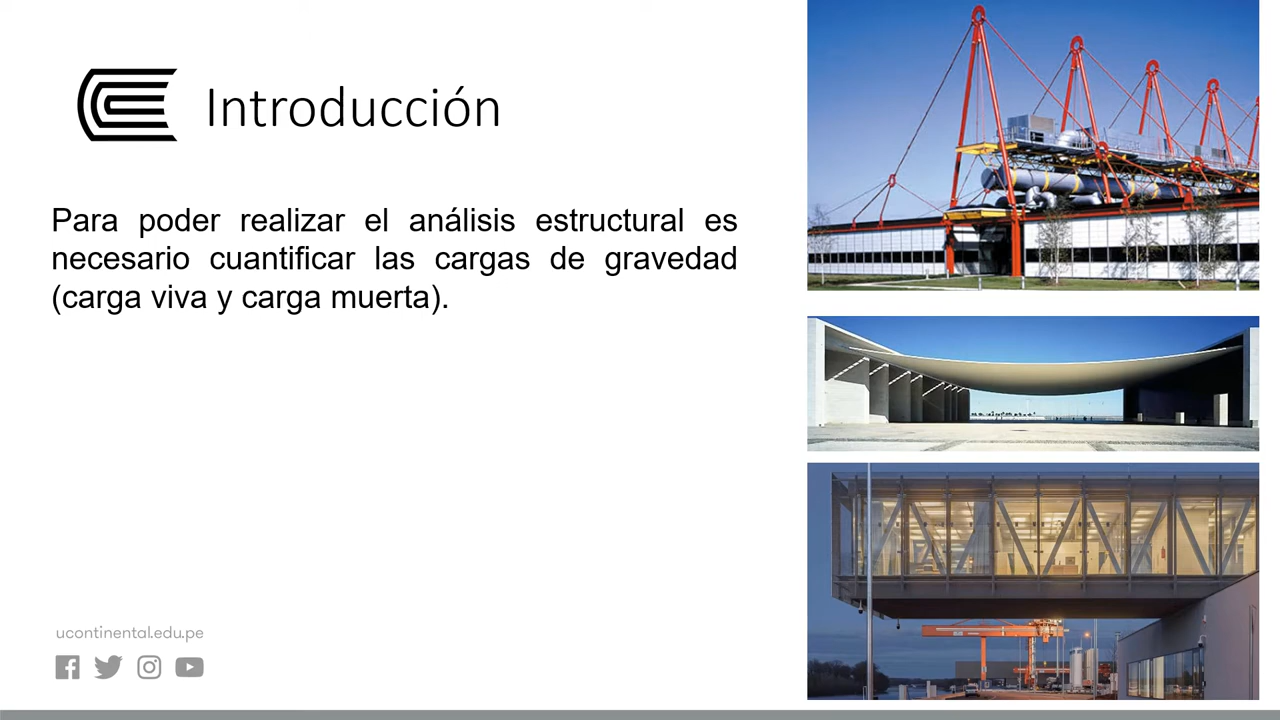 Introducción
Para poder realizar el análisis estructural es
necesario cuantificar las cargas de gravedad
(carga viva y carga muerta).
ucontinental.edu.pe